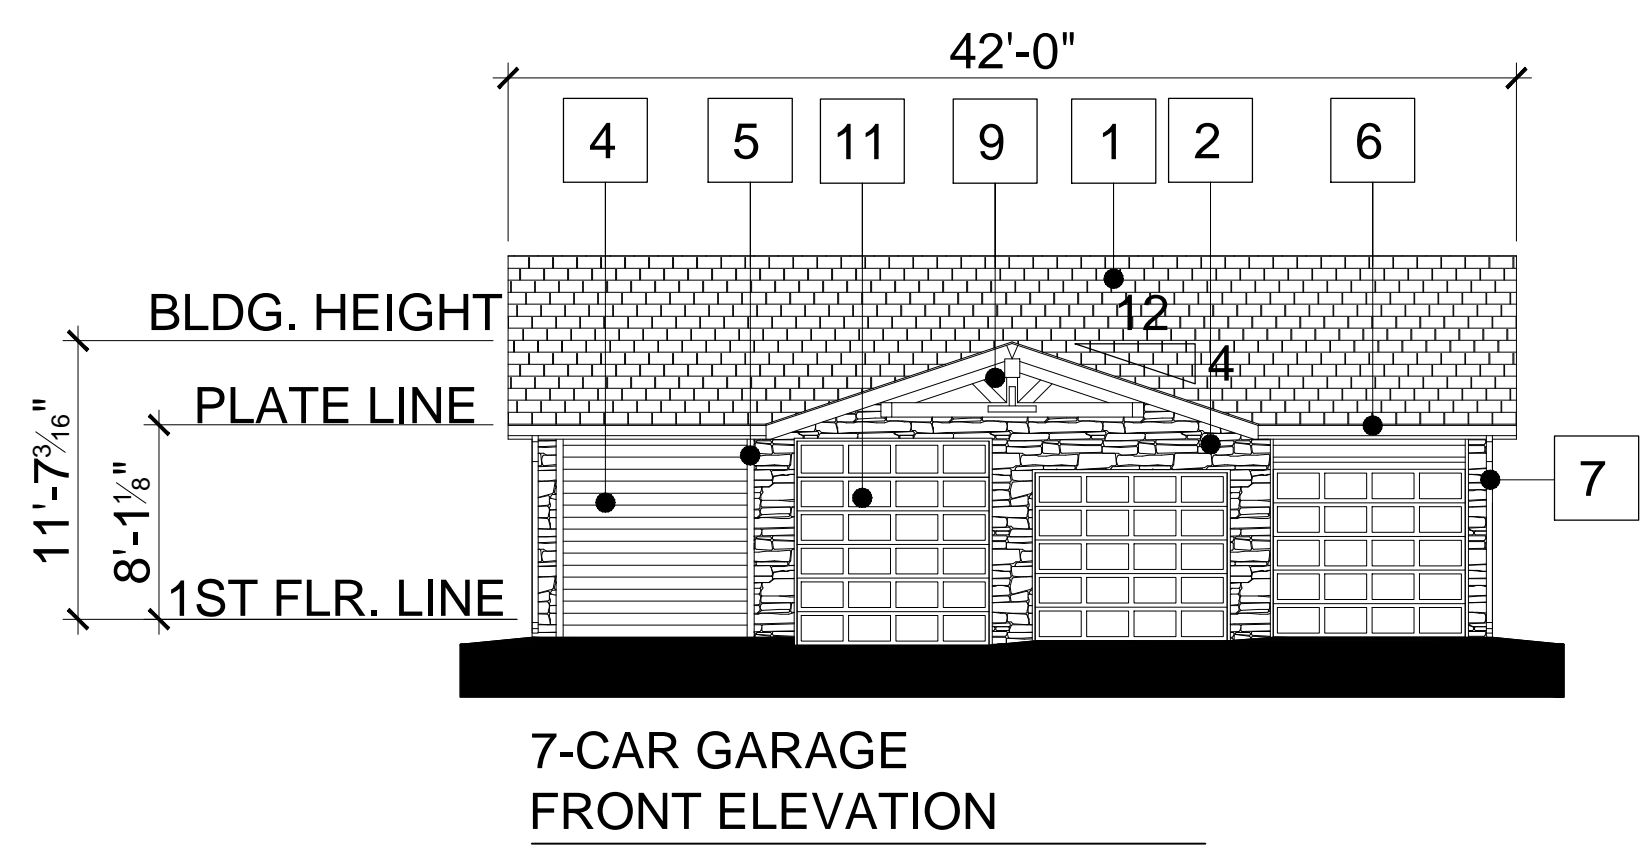 42'-0"
4 5 11 9 1 2 6
12
4
BLDG. HEIGHT
PLATE LINE
1ST FLR. LINE
11'-7 3/16"
8'-1 1/8"
7
7-CAR GARAGE
FRONT ELEVATION